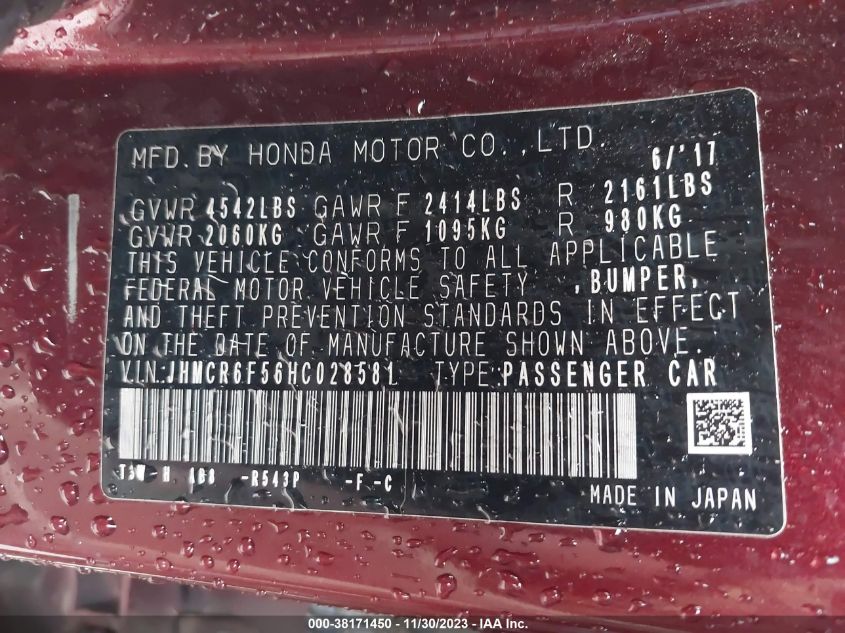 MFD. BY HONDA MOTOR CO., LTD. 6/'17
GVWR 4542LBS GAWR F 2414LBS R 2161LBS
GVWR 2060KG GAWR F 1095KG R 980KG
THIS VEHICLE CONFORMS TO ALL APPLICABLE
FEDERAL MOTOR VEHICLE SAFETY ,BUMPER,
AND THEFT PREVENTION STANDARDS IN EFFECT
ON THE DATE OF MANUFACTURE SHOWN ABOVE.
V.I.N:JHMCR6F56HC028581 TYPE:PASSENGER CAR
H -R543P -F -C
MADE IN JAPAN
000-38171450 - 11/30/2023 - IAA Inc.